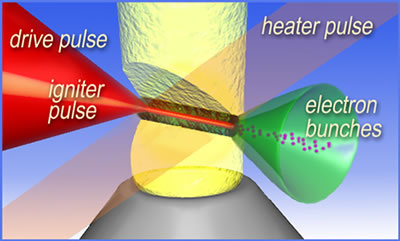 drive pulse
heater pulse
igniter
pulse
electron
bunches